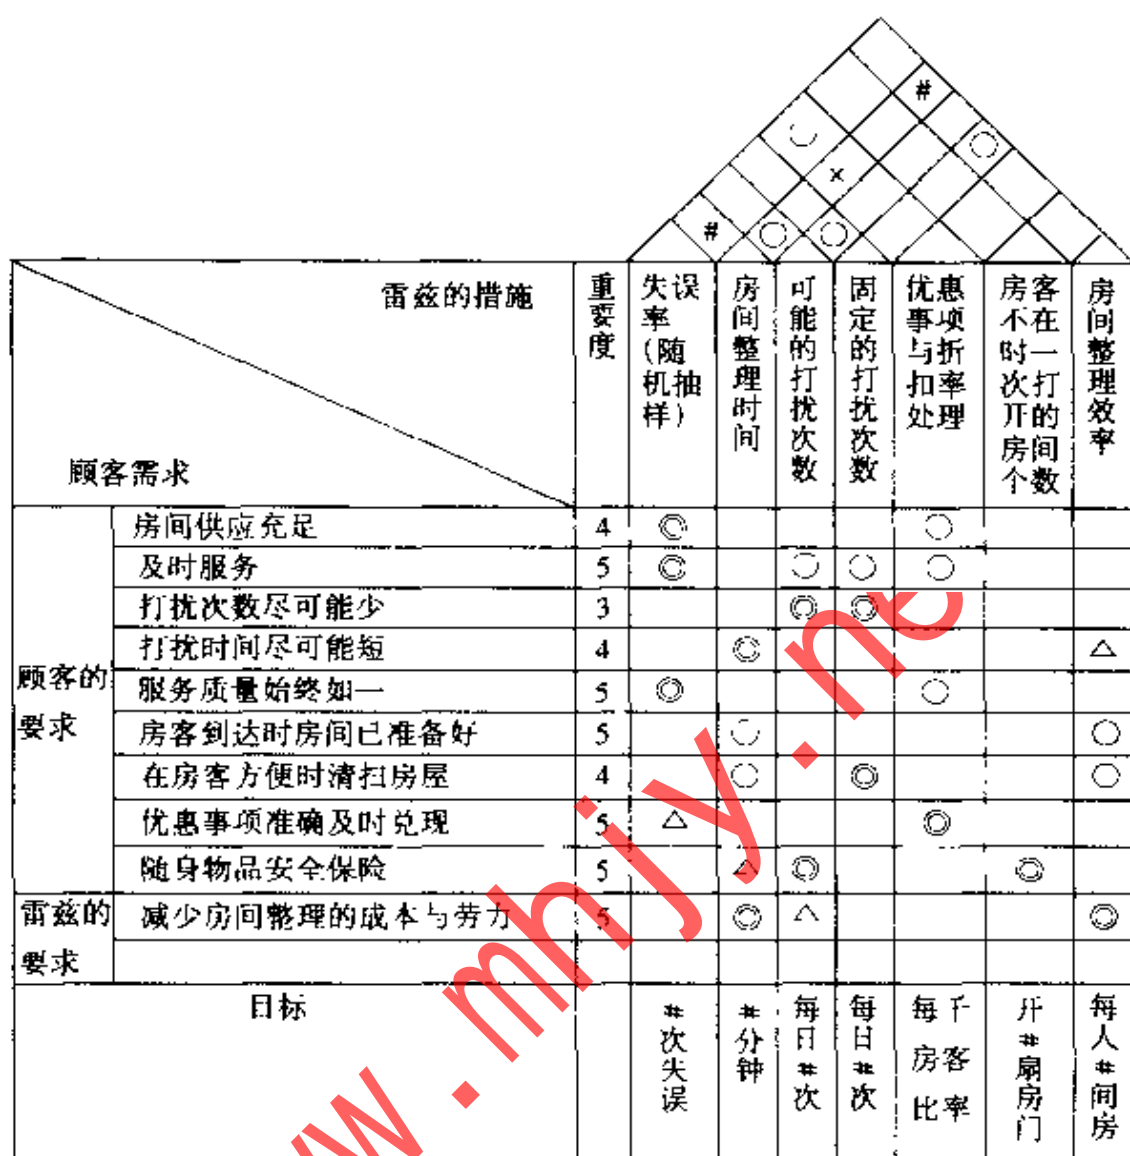 #
○
○
×
# ○ ○
雷兹的措施
顾客需求
重要度
失误率(随机抽样)
房间整理时间
可能的打扰次数
固定的打扰次数
优惠事项与折扣率处理
房客不在时一次打开的房间个数
房间整理效率
顾客的要求
房间供应充足 4 ◎ ○
及时服务 5 ◎ ○ ○ ○
打扰次数尽可能少 3 ◎ ◎
打扰时间尽可能短 4 ◎ △
服务质量始终如一 5 ◎ ○
房客到达时房间已准备好 5 ○ ○
在房客方便时清扫房屋 4 ○ ◎ ○
优惠事项准确及时兑现 5 △ ◎
随身物品安全保险 5 △ ◎ ◎
雷兹的要求
减少房间整理的成本与劳力 5 ◎ △ ◎
目标
#次失误
#分钟
每日#次
每日#次
每千房客比率
开#扇房门
每人#间房
w.mhjy.ne